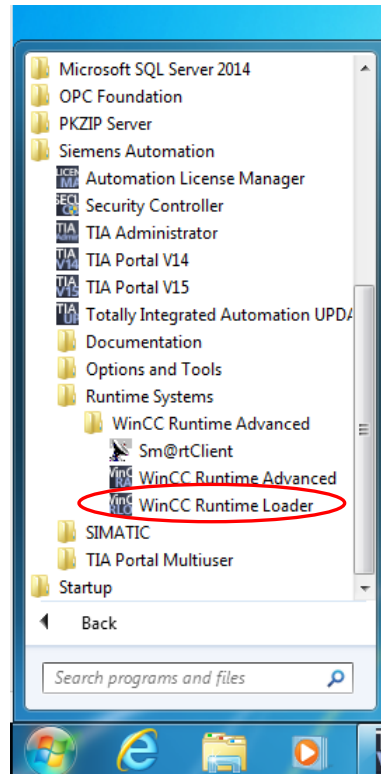 Microsoft SQL Server 2014
OPC Foundation
PKZIP Server
Siemens Automation
Automation License Manager
Security Controller
TIA Administrator
TIA Portal V14
TIA Portal V15
Totally Integrated Automation UPDA
Documentation
Options and Tools
Runtime Systems
WinCC Runtime Advanced
Sm@rtClient
WinCC Runtime Advanced
WinCC Runtime Loader
SIMATIC
TIA Portal Multiuser
Startup
Back
Search programs and files